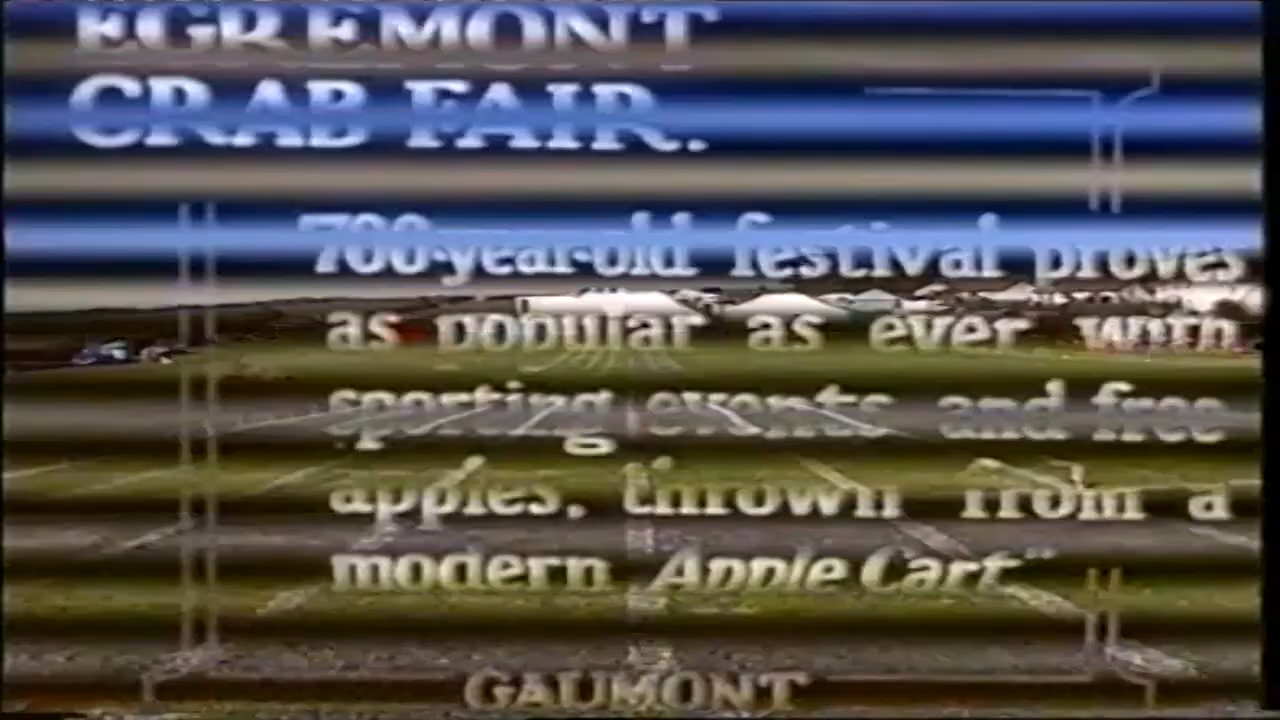 EGREMONT
CRAB FAIR.
700-year-old festival proves
as popular as ever with
sporting events and free
apples, thrown from a
modern Apple Cart"
GAUMONT